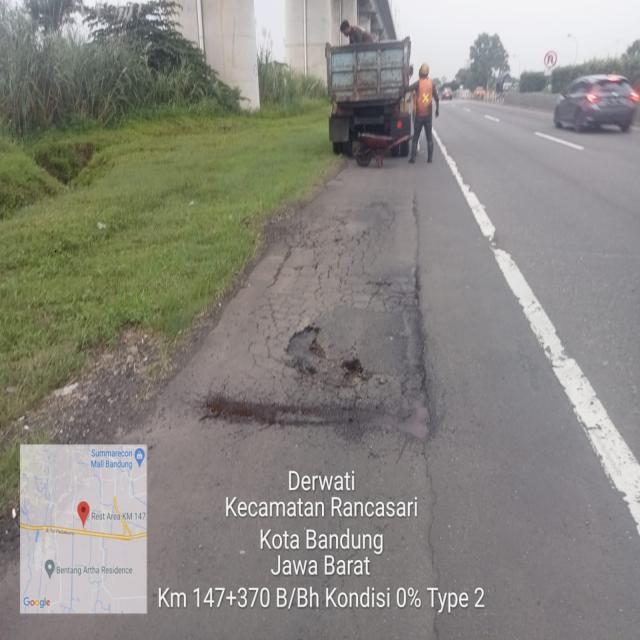 Derwati
Kecamatan Rancasari
Kota Bandung
Jawa Barat
Km 147+370 B/Bh Kondisi 0% Type 2
Summarecon
Mall Bandung
Rest Area KM 147
Bentang Artha Residence
Google